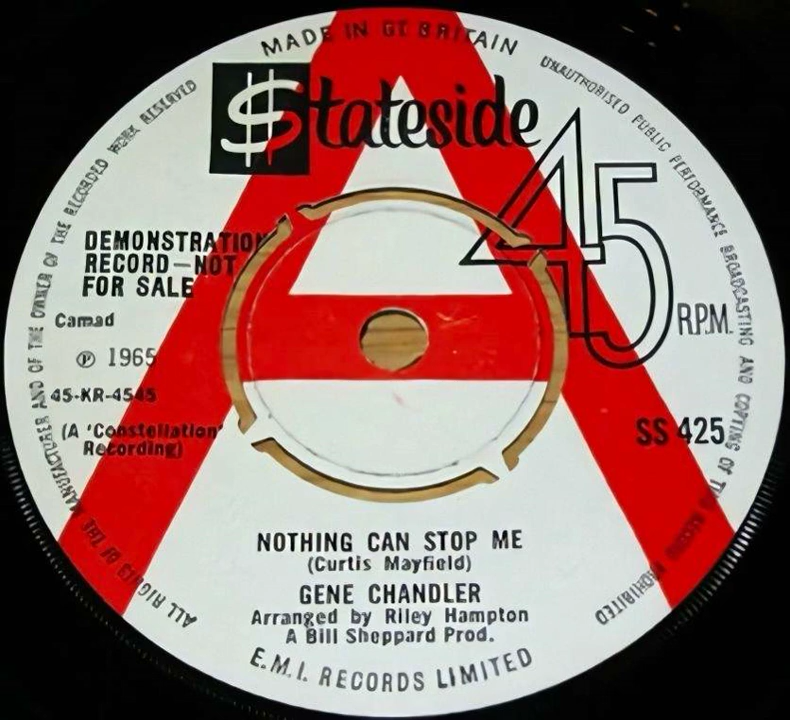 MADE IN GT BRITAIN
$tateside
45
R.P.M.
DEMONSTRATION
RECORD—NOT
FOR SALE
Camad
℗ 1965
45-KR-4545
(A 'Constellation'
Recording)
SS 425
NOTHING CAN STOP ME
(Curtis Mayfield)
GENE CHANDLER
Arranged by Riley Hampton
A Bill Sheppard Prod.
E.M.I. RECORDS LIMITED
ALL RIGHTS OF THE MANUFACTURER AND OF THE OWNER OF THE RECORDED WORK RESERVED
UNAUTHORISED PUBLIC PERFORMANCE BROADCASTING AND COPYING OF THIS RECORD PROHIBITED